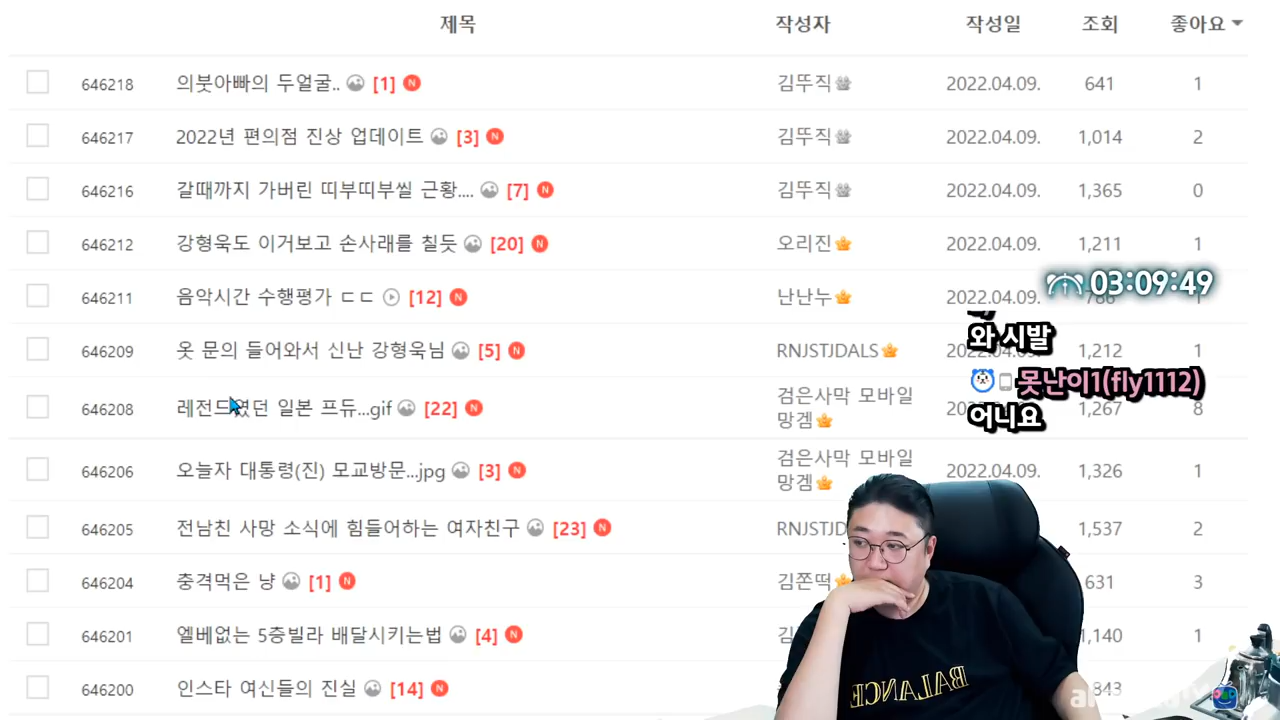 제목 작성자 작성일 조회 좋아요
646218 의붓아빠의 두얼굴.. [1] N 김뚜직 2022.04.09. 641 1
646217 2022년 편의점 진상 업데이트 [3] N 김뚜직 2022.04.09. 1,014 2
646216 갈때까지 가버린 띠부띠부씰 근황.... [7] N 김뚜직 2022.04.09. 1,365 0
646212 강형욱도 이거보고 손사래를 칠듯 [20] N 오리진 2022.04.09. 1,211 1
03:09:49
646211 음악시간 수행평가 ㄷㄷ [12] N 난난누 2022.04.09. 786 1
와 시발
646209 옷 문의 들어와서 신난 강형욱님 [5] N RNJSTJDALS 2022.04.09. 1,212 1
못난이1(fly1112)
646208 레전드였던 일본 프듀...gif [22] N 검은사막 모바일 망겜 1,267 8
어니요
646206 오늘자 대통령(진) 모교방문...jpg [3] N 검은사막 모바일 망겜 2022.04.09. 1,326 1
646205 전남친 사망 소식에 힘들어하는 여자친구 [23] N RNJSTJD 1,537 2
646204 충격먹은 냥 [1] N 김쫀떡 631 3
646201 엘베없는 5층빌라 배달시키는법 [4] N 김 1,140 1
646200 인스타 여신들의 진실 [14] N 843
BALANCE